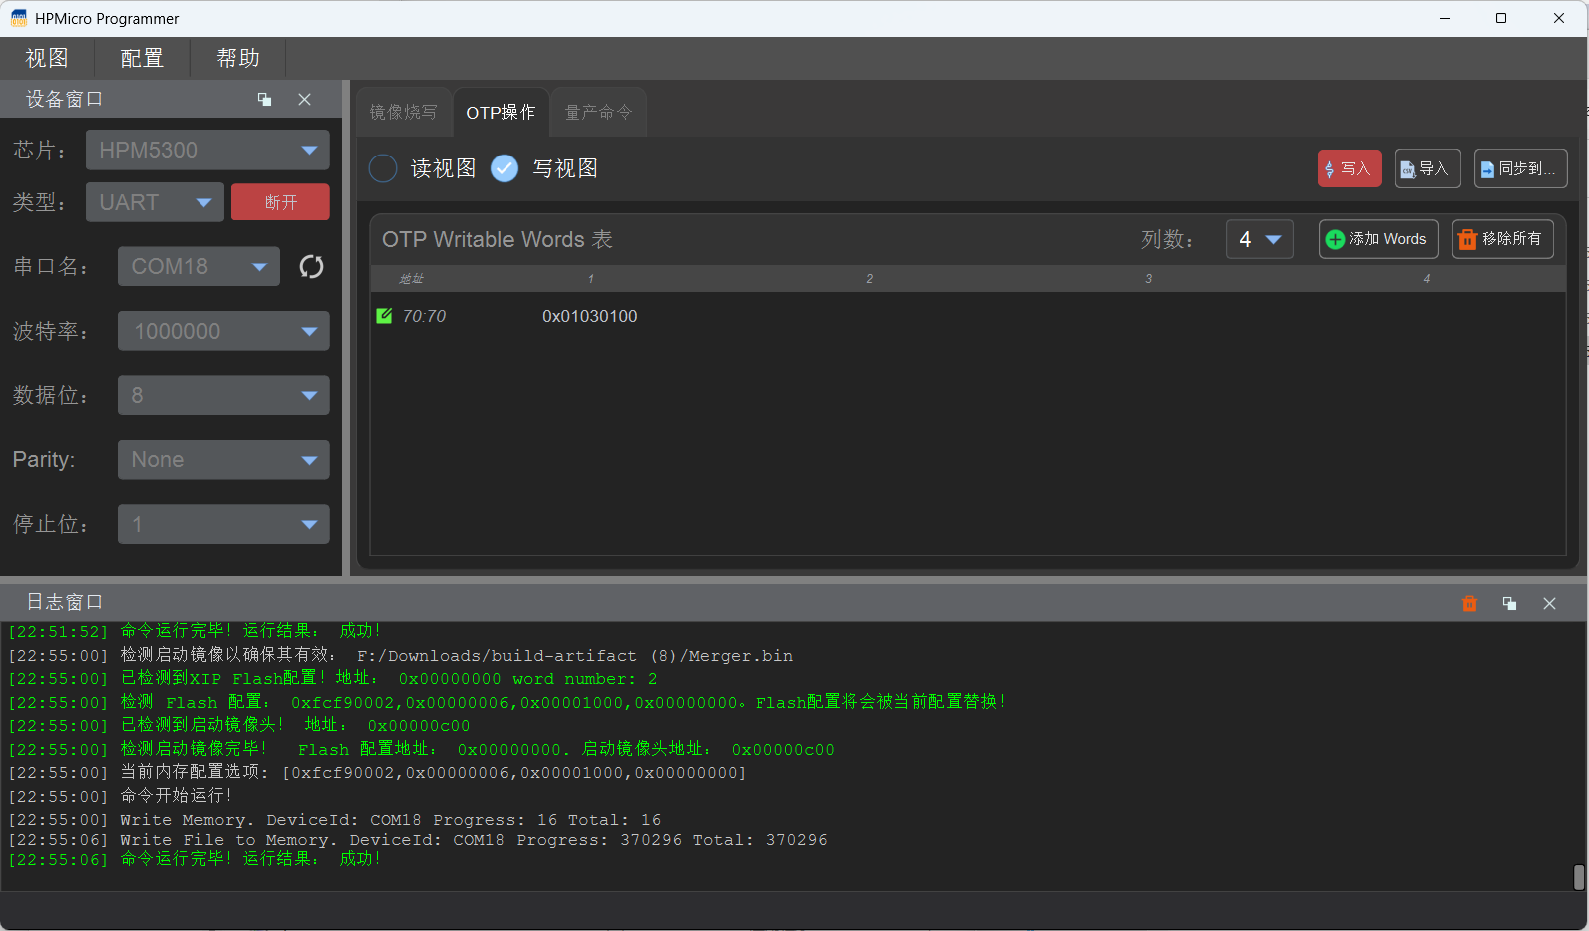 HPMicro Programmer
视图 配置 帮助
设备窗口
芯片： HPM5300
类型： UART 断开
串口名： COM18
波特率： 1000000
数据位： 8
Parity: None
停止位： 1
镜像烧写 OTP操作 量产命令
读视图 写视图 写入 导入 同步到...
OTP Writable Words 表 列数： 4 添加 Words 移除所有
地址 1 2 3 4
70:70 0x01030100
日志窗口
[22:51:52] 命令运行完毕！运行结果： 成功！
[22:55:00] 检测启动镜像以确保其有效： F:/Downloads/build-artifact (8)/Merger.bin
[22:55:00] 已检测到XIP Flash配置！地址： 0x00000000 word number: 2
[22:55:00] 检测 Flash 配置： 0xfcf90002,0x00000006,0x00001000,0x00000000。Flash配置将会被当前配置替换！
[22:55:00] 已检测到启动镜像头！ 地址： 0x00000c00
[22:55:00] 检测启动镜像完毕！ Flash 配置地址： 0x00000000. 启动镜像头地址： 0x00000c00
[22:55:00] 当前内存配置选项: [0xfcf90002,0x00000006,0x00001000,0x00000000]
[22:55:00] 命令开始运行！
[22:55:00] Write Memory. DeviceId: COM18 Progress: 16 Total: 16
[22:55:06] Write File to Memory. DeviceId: COM18 Progress: 370296 Total: 370296
[22:55:06] 命令运行完毕！运行结果： 成功！